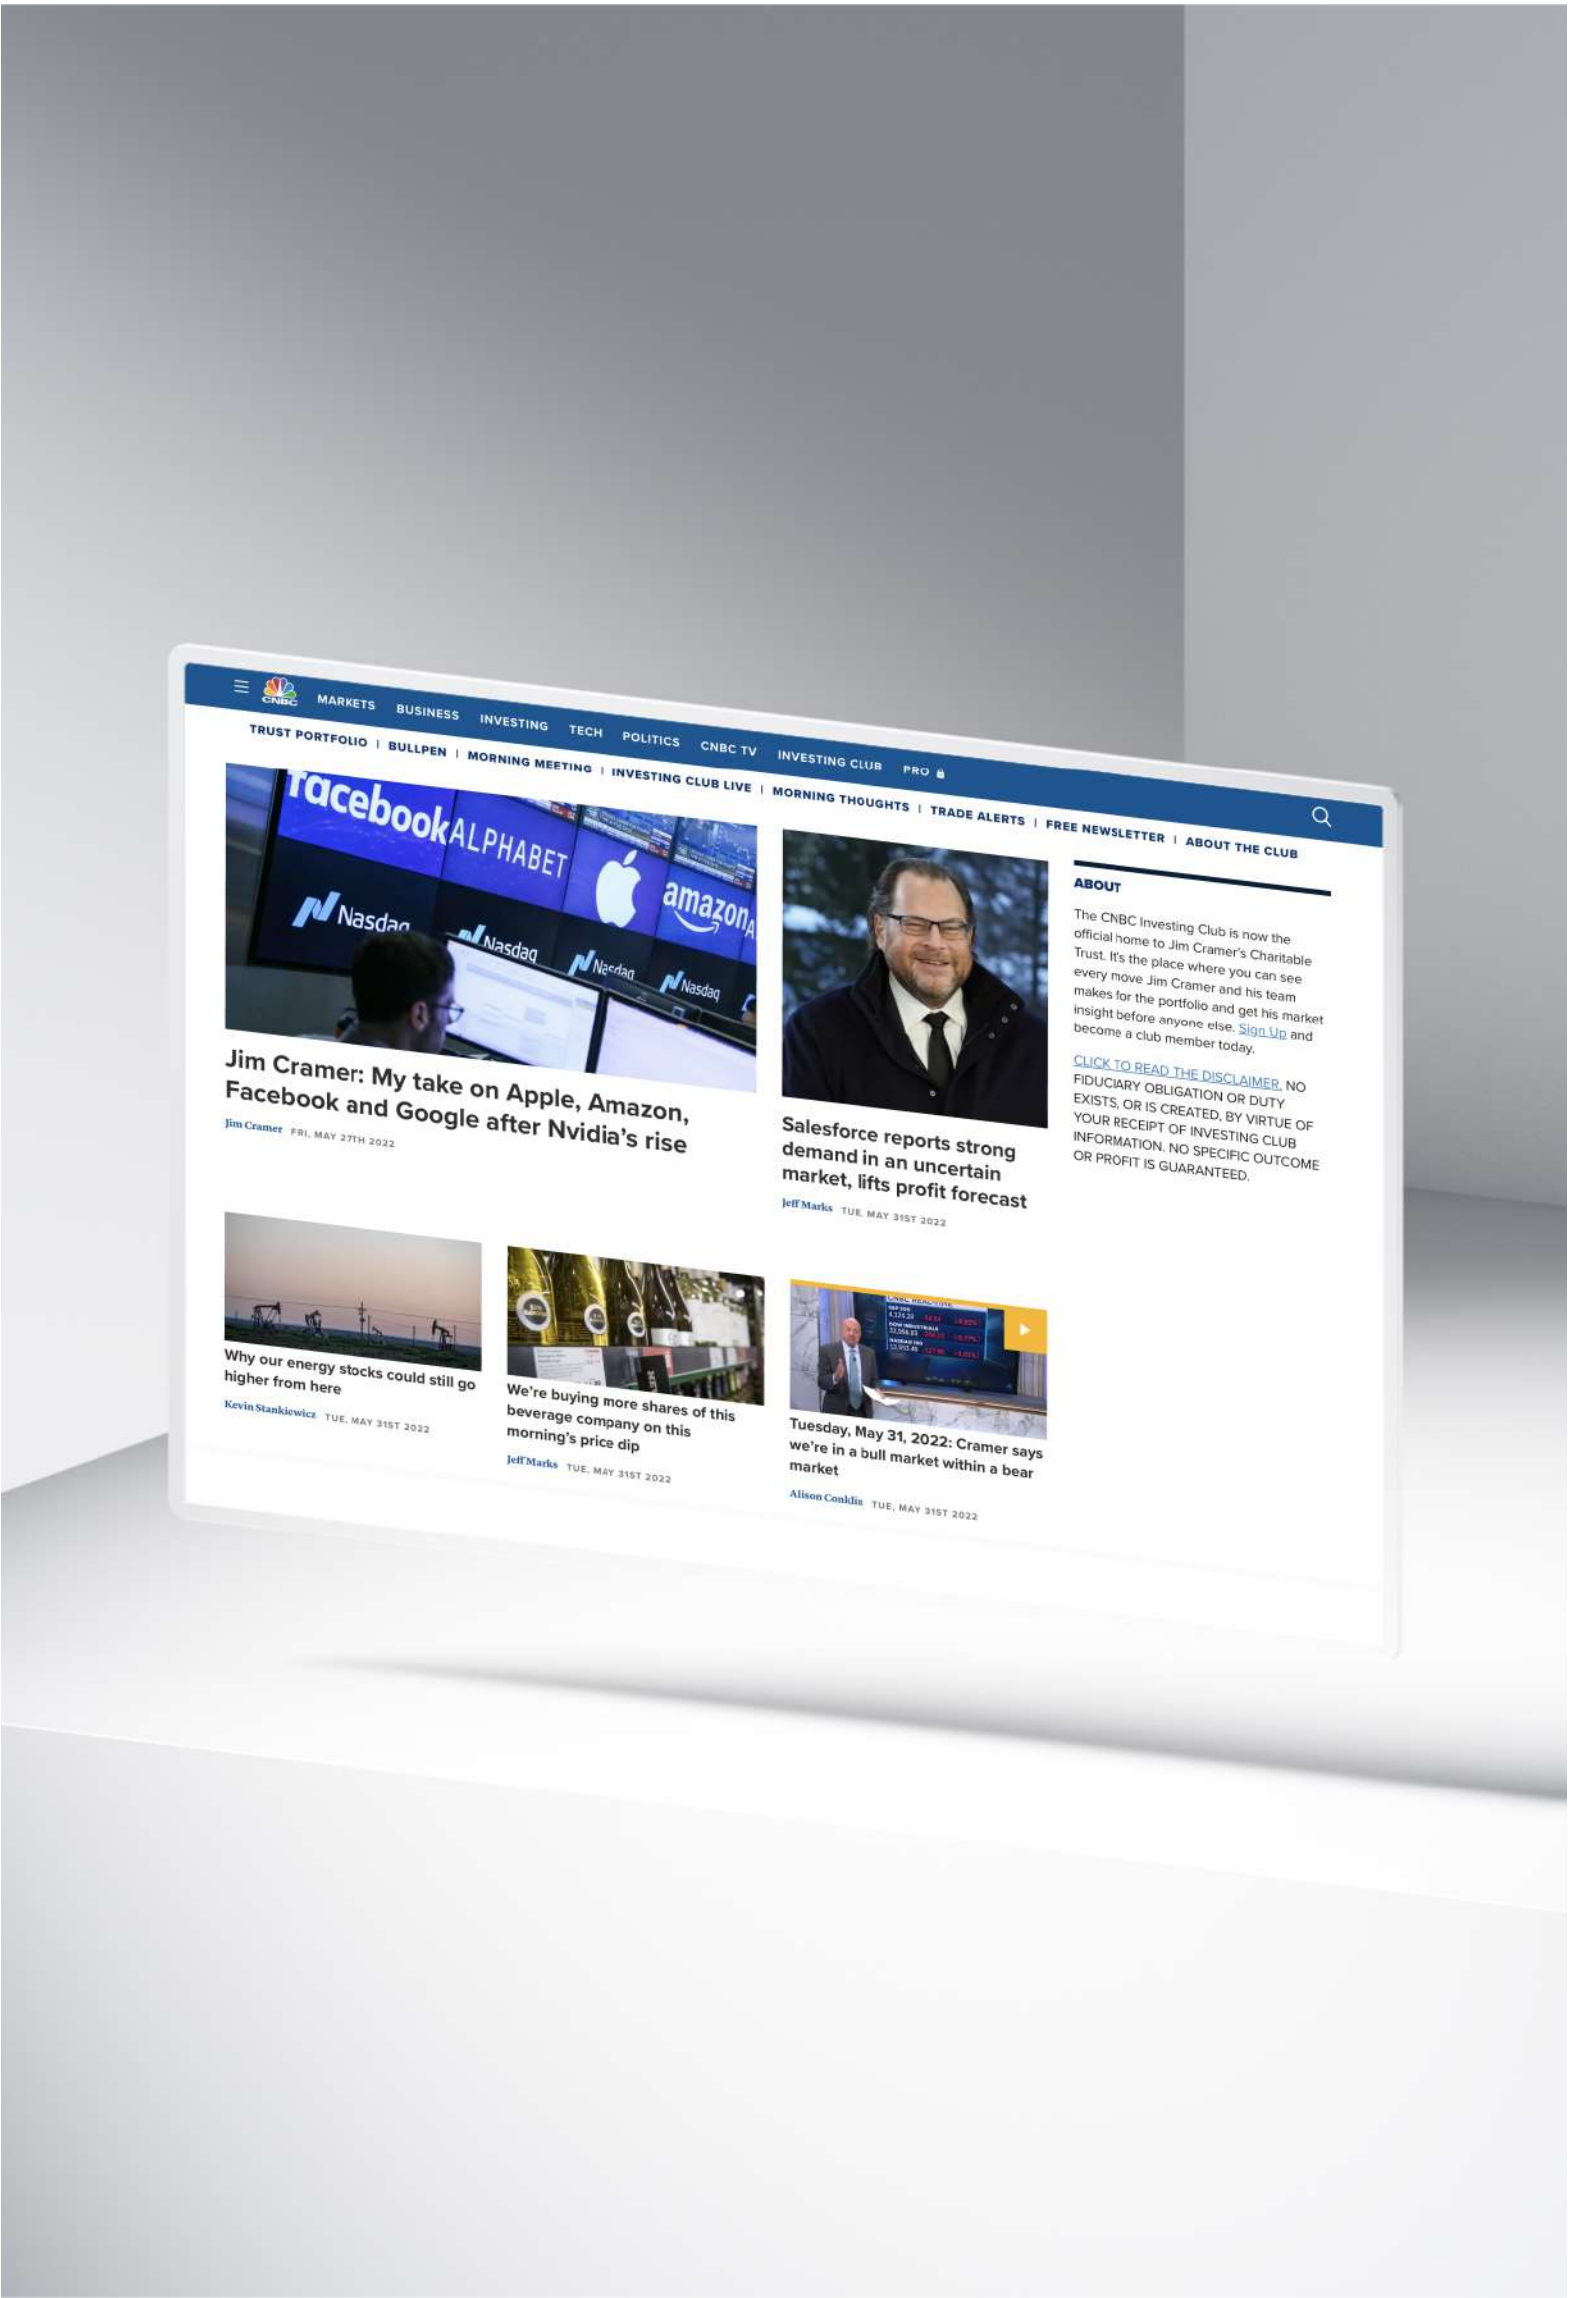 CNBC
MARKETS BUSINESS INVESTING TECH POLITICS CNBC TV INVESTING CLUB PRO
TRUST PORTFOLIO | BULLPEN | MORNING MEETING | INVESTING CLUB LIVE | MORNING THOUGHTS | TRADE ALERTS | FREE NEWSLETTER | ABOUT THE CLUB
facebook ALPHABET
amazon
Nasdaq
Nasdaq
Nasdaq
Nasdaq
Jim Cramer: My take on Apple, Amazon,
Facebook and Google after Nvidia's rise
Jim Cramer FRI, MAY 27TH 2022
Salesforce reports strong
demand in an uncertain
market, lifts profit forecast
Jeff Marks TUE, MAY 31ST 2022
ABOUT
The CNBC Investing Club is now the
official home to Jim Cramer's Charitable
Trust. It's the place where you can see
every move Jim Cramer and his team
makes for the portfolio and get his market
insight before anyone else. Sign Up and
become a club member today.
CLICK TO READ THE DISCLAIMER. NO
FIDUCIARY OBLIGATION OR DUTY
EXISTS, OR IS CREATED, BY VIRTUE OF
YOUR RECEIPT OF INVESTING CLUB
INFORMATION. NO SPECIFIC OUTCOME
OR PROFIT IS GUARANTEED.
Why our energy stocks could still go
higher from here
Kevin Stankiewicz TUE, MAY 31ST 2022
We're buying more shares of this
beverage company on this
morning's price dip
Jeff Marks TUE, MAY 31ST 2022
Tuesday, May 31, 2022: Cramer says
we're in a bull market within a bear
market
Alison Conklin TUE, MAY 31ST 2022